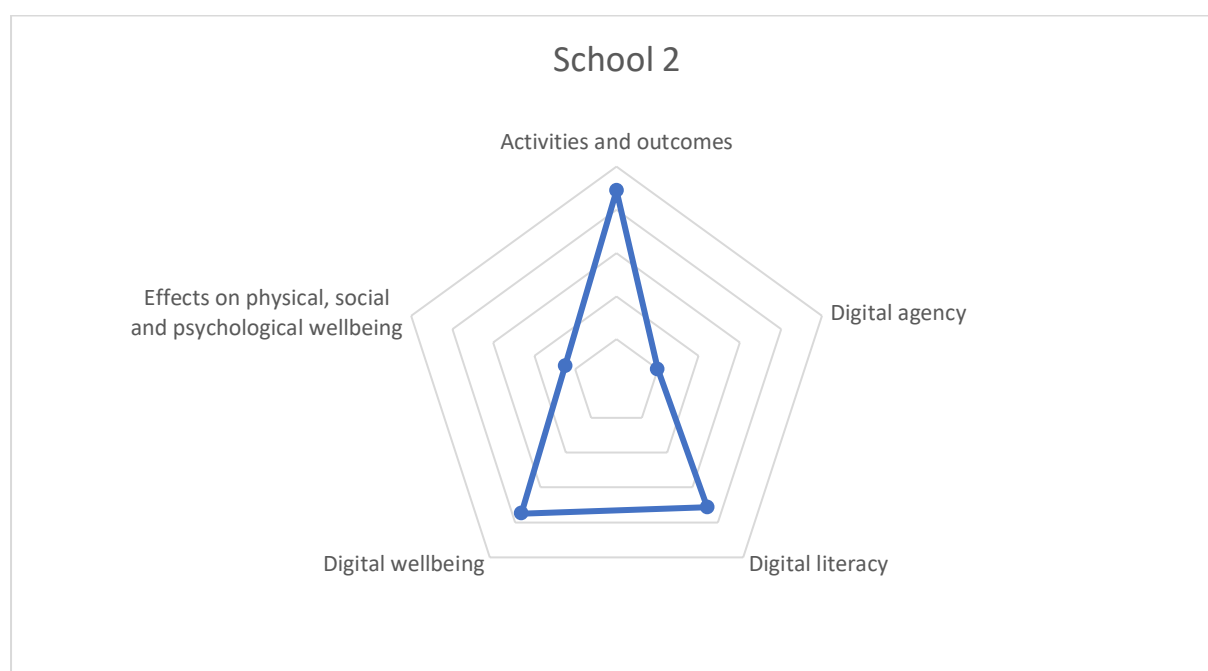 School 2
Activities and outcomes
Effects on physical, social
and psychological wellbeing
Digital agency
Digital wellbeing
Digital literacy